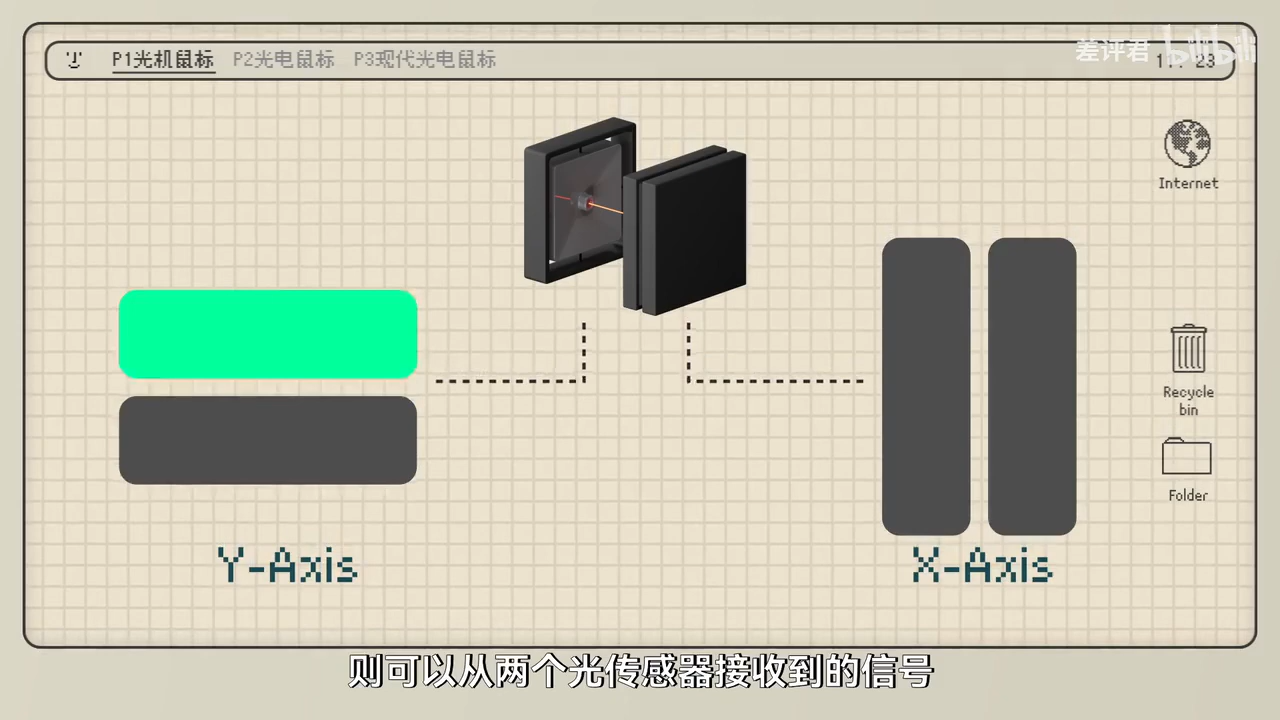 P1光机鼠标 P2光电鼠标 P3现代光电鼠标
差评君 bilibili
Internet
Recycle
bin
Folder
Y-Axis
X-Axis
则可以从两个光传感器接收到的信号